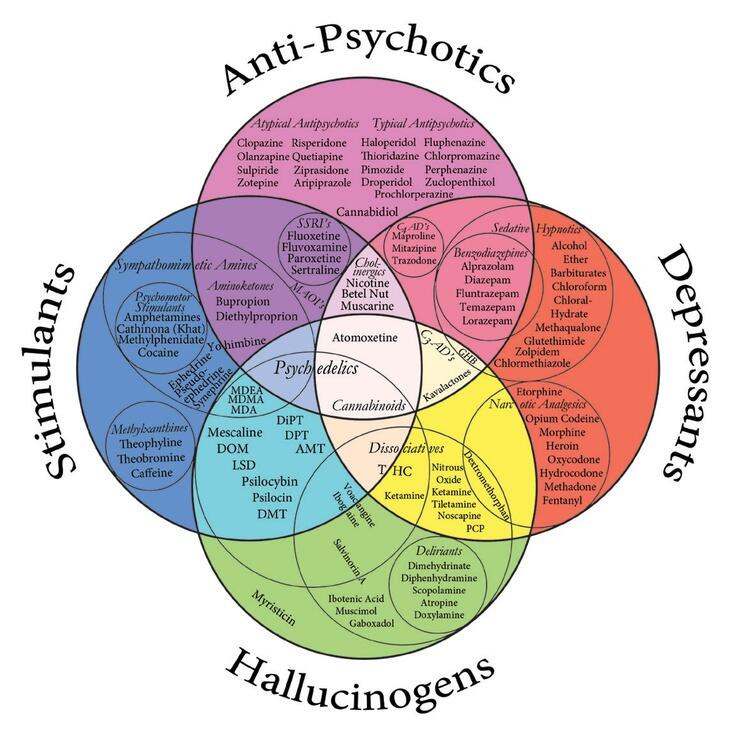 Anti-Psychotics
Stimulants
Depressants
Hallucinogens
Atypical Antipsychotics
Clopazine Risperidone
Olanzapine Quetiapine
Sulpiride Ziprasidone
Zotepine Aripiprazole
Typical Antipsychotics
Haloperidol Fluphenazine
Thioridazine Chlorpromazine
Pimozide Perphenazine
Droperidol Zuclopenthixol
Prochlorperazine
Cannabidiol
SSRI's
Fluoxetine
Fluvoxamine
Paroxetine
Sertraline
MAOI's
C4AD's
Maproline
Mitazipine
Trazodone
Sedative Hypnotics
Benzodiazepines
Alprazolam
Diazepam
Fluntrazepam
Temazepam
Lorazepam
Alcohol
Ether
Barbiturates
Chloroform
Chloral-
Hydrate
Methaqualone
Glutethimide
Zolpidem
Chlormethiazole
Sympathomimetic Amines
Aminoketones
Bupropion
Diethylproprion
Yohimbine
Psychomotor
Stimulants
Amphetamines
Cathinona (Khat)
Methylphenidate
Cocaine
Ephedrine
Pseudo-
ephedrine
Synephrine
Chol-
inergics
Nicotine
Betel Nut
Muscarine
Atomoxetine
C3-AD's
GHB
Kavalactones
Psychedelics
Cannabinoids
MDEA
MDMA
MDA
Methylxanthines
Theophyline
Theobromine
Caffeine
Mescaline
DOM
LSD
Psilocybin
Psilocin
DMT
DiPT
DPT
AMT
Dissociatives
THC
Ketamine
Nitrous
Oxide
Ketamine
Tiletamine
Noscapine
PCP
Dextromethorphan
Etorphine
Narcotic Analgesics
Opium Codeine
Morphine
Heroin
Oxycodone
Hydrocodone
Methadone
Fentanyl
Voacangine
Ibogaine
Salvinorin A
Myristicin
Ibotenic Acid
Muscimol
Gaboxadol
Deliriants
Dimehydrinate
Diphenhydramine
Scopolamine
Atropine
Doxylamine